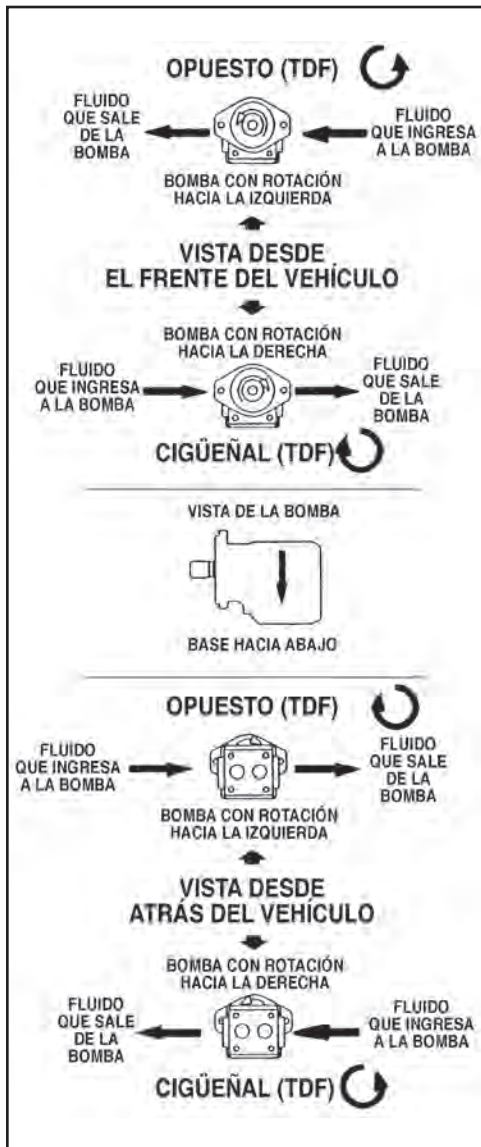 OPUESTO (TDF)
FLUIDO
QUE SALE
DE LA
BOMBA
FLUIDO
QUE INGRESA
A LA BOMBA
BOMBA CON ROTACIÓN
HACIA LA IZQUIERDA
VISTA DESDE
EL FRENTE DEL VEHÍCULO
BOMBA CON ROTACIÓN
HACIA LA DERECHA
FLUIDO
QUE INGRESA
A LA BOMBA
FLUIDO
QUE SALE
DE LA
BOMBA
CIGÜEÑAL (TDF)
VISTA DE LA BOMBA
BASE HACIA ABAJO
OPUESTO (TDF)
FLUIDO
QUE INGRESA
A LA BOMBA
FLUIDO
QUE SALE
DE LA
BOMBA
BOMBA CON ROTACIÓN
HACIA LA IZQUIERDA
VISTA DESDE
ATRÁS DEL VEHÍCULO
BOMBA CON ROTACIÓN
HACIA LA DERECHA
FLUIDO
QUE SALE
DE LA
BOMBA
FLUIDO
QUE INGRESA
A LA BOMBA
CIGÜEÑAL (TDF)